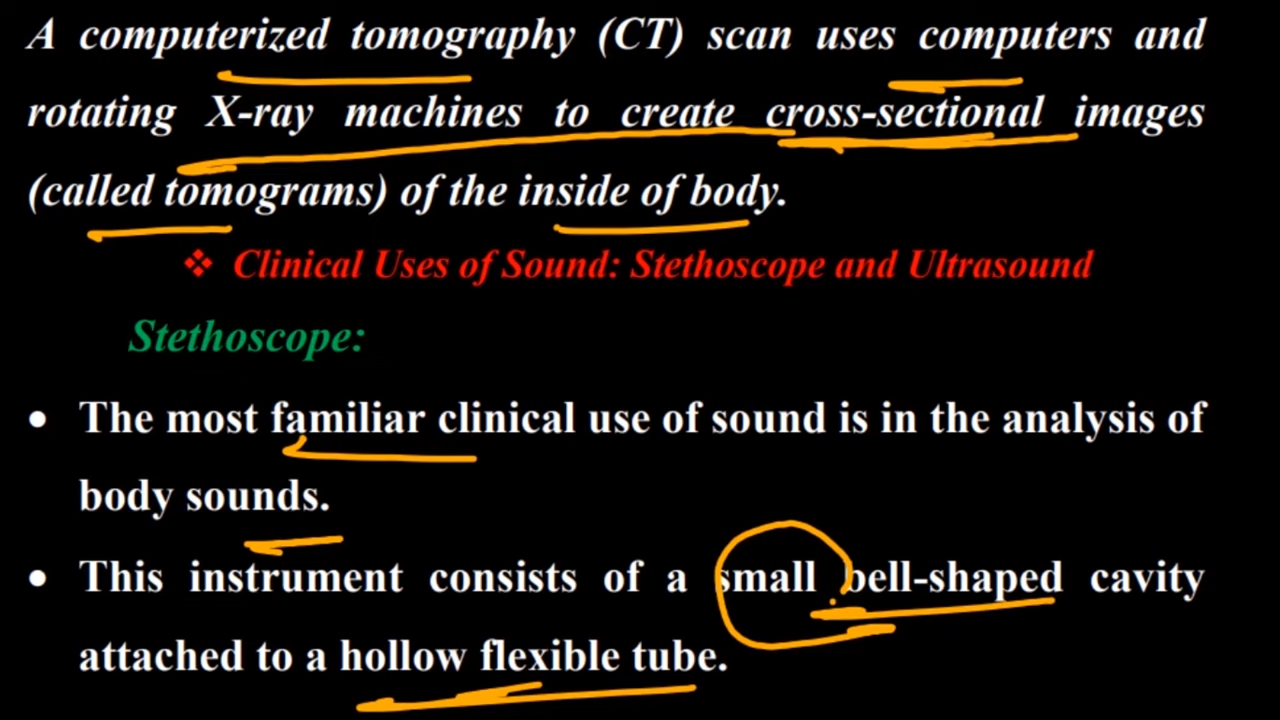 A computerized tomography (CT) scan uses computers and
rotating X-ray machines to create cross-sectional images
(called tomograms) of the inside of body.
❖ Clinical Uses of Sound: Stethoscope and Ultrasound
Stethoscope:
• The most familiar clinical use of sound is in the analysis of
body sounds.
• This instrument consists of a small bell-shaped cavity
attached to a hollow flexible tube.